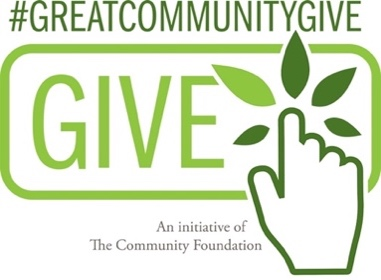 #GREATCOMMUNITYGIVE
GIVE
An initiative of
The Community Foundation